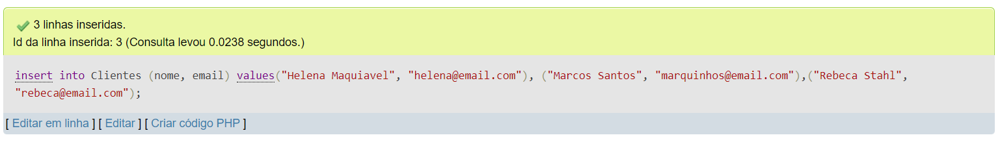 3 linhas inseridas.
Id da linha inserida: 3 (Consulta levou 0.0238 segundos.)
insert into Clientes (nome, email) values("Helena Maquiavel", "helena@email.com"), ("Marcos Santos", "marquinhos@email.com"),("Rebeca Stahl",
"rebeca@email.com");
[ Editar em linha ] [ Editar ] [ Criar código PHP ]